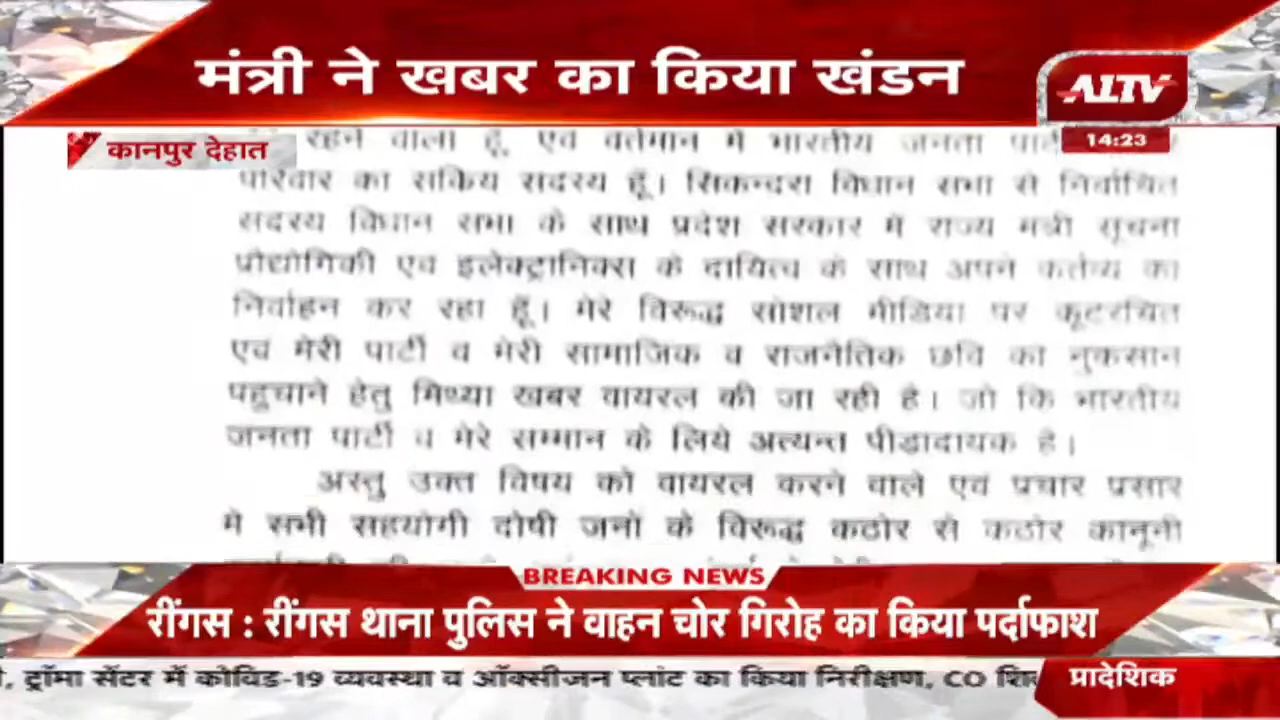 मंत्री ने खबर का किया खंडन
ALTV
14:23
कानपुर देहात
रहने वाला हूँ, एवं वर्तमान में भारतीय जनता
परिवार का सक्रिय सदस्य हूँ। सिकन्दरा विधान सभा से निर्वाचित
सदस्य विधान सभा के साथ प्रदेश सरकार में राज्य मंत्री सूचना
प्रौद्योगिकी एवं इलेक्ट्रानिक्स के दायित्व के साथ अपने कर्तव्य का
निर्वाहन कर रहा हूँ। मेरे विरूद्ध सोशल मीडिया पर कूटरचित
एवं मेरी पार्टी व मेरी सामाजिक व राजनैतिक छवि का नुकसान
पहुचाने हेतु मिथ्या खबर वायरल की जा रही है। जो कि भारतीय
जनता पार्टी व मेरे सम्मान के लिये अत्यन्त पीड़ादायक है।
अस्तु उक्त विषय को वायरल करने वाले एवं प्रचार प्रसार
में सभी सहयोगी दोषी जनों के विरूद्ध कठोर से कठोर कानूनी
BREAKING NEWS
रींगस : रींगस थाना पुलिस ने वाहन चोर गिरोह का किया पर्दाफाश
, ट्रॉमा सेंटर में कोविड-19 व्यवस्था व ऑक्सीजन प्लांट का किया निरीक्षण, CO
प्रादेशिक